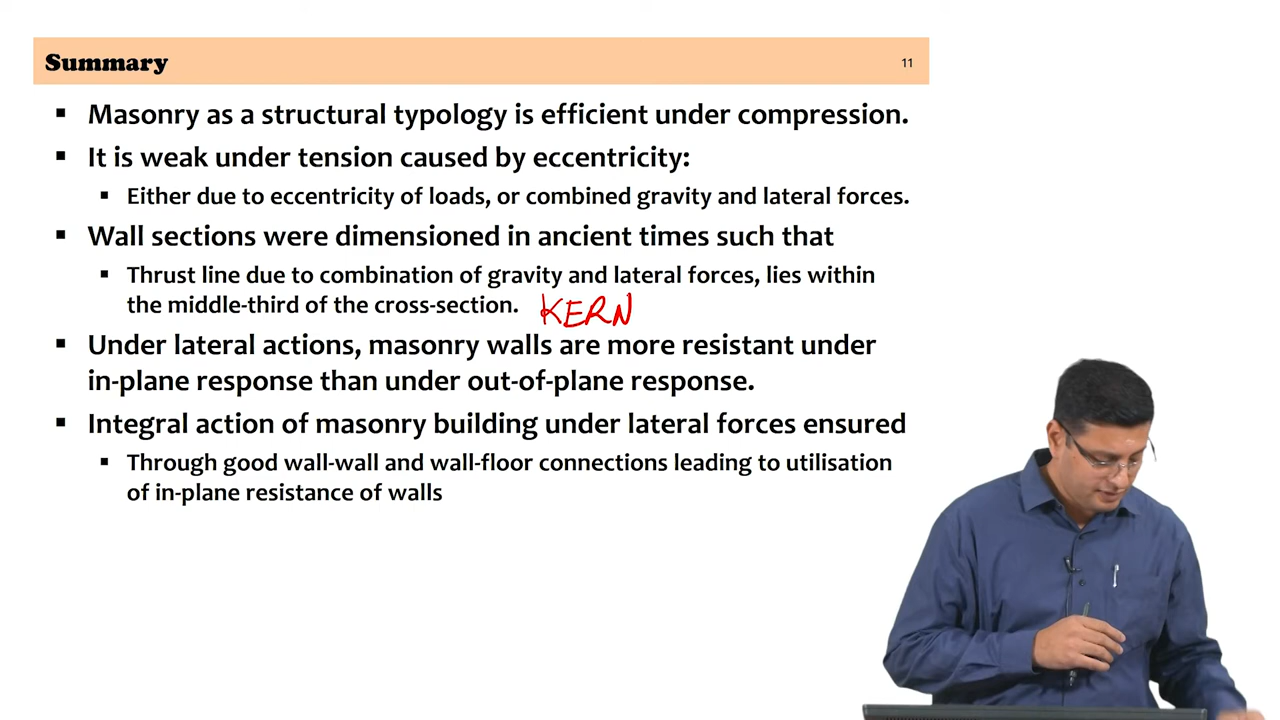 Summary
11
▪ Masonry as a structural typology is efficient under compression.
▪ It is weak under tension caused by eccentricity:
▪ Either due to eccentricity of loads, or combined gravity and lateral forces.
▪ Wall sections were dimensioned in ancient times such that
▪ Thrust line due to combination of gravity and lateral forces, lies within
the middle-third of the cross-section. KERN
▪ Under lateral actions, masonry walls are more resistant under
in-plane response than under out-of-plane response.
▪ Integral action of masonry building under lateral forces ensured
▪ Through good wall-wall and wall-floor connections leading to utilisation
of in-plane resistance of walls